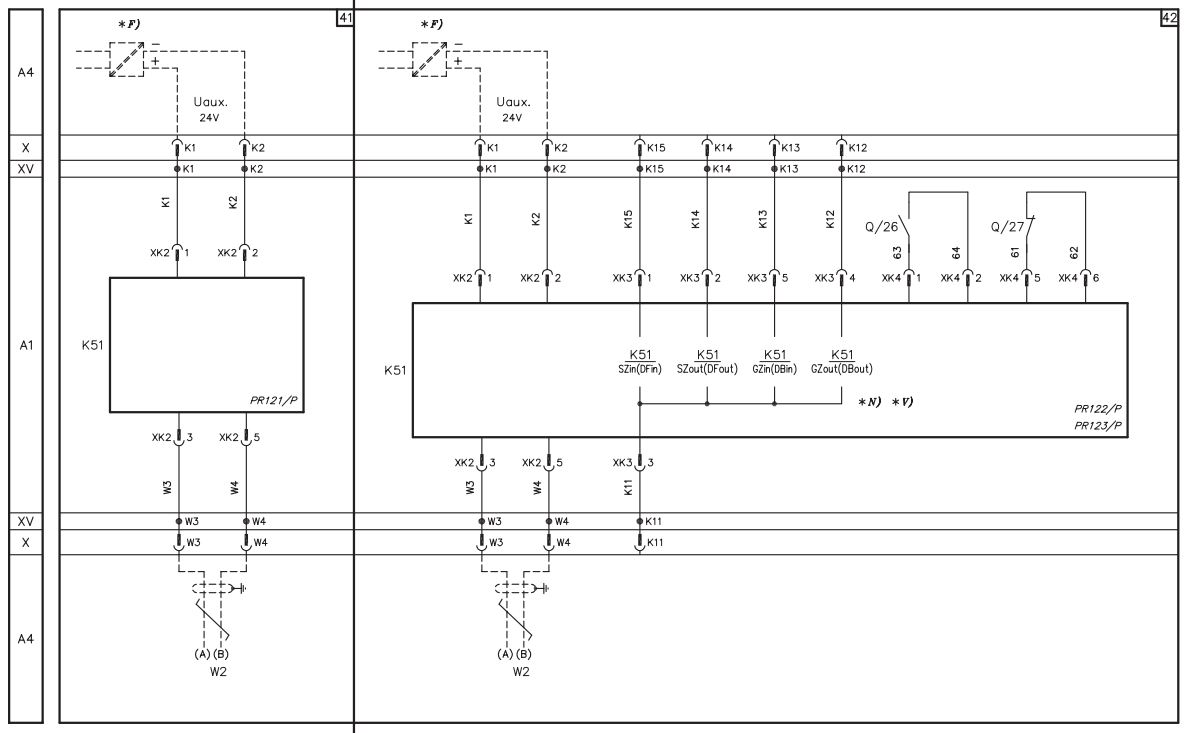 41
42
*F)
*F)
A4
−
+
−
+
Uaux.
24V
Uaux.
24V
X
K1
K2
K1
K2
K15
K14
K13
K12
XV
K1
K2
K1
K2
K15
K14
K13
K12
K1
K2
K1
K2
K15
K14
K13
K12
Q/26
63
64
Q/27
61
62
XK2 1
XK2 2
XK2 1
XK2 2
XK3 1
XK3 2
XK3 5
XK3 4
XK4 1
XK4 2
XK4 5
XK4 6
A1
K51
PR121/P
K51
K51
SZin(DFin)
K51
SZout(DFout)
K51
GZin(DBin)
K51
GZout(DBout)
*N) *V)
PR122/P
PR123/P
XK2 3
XK2 5
XK2 3
XK2 5
XK3 3
W3
W4
W3
W4
K11
XV
W3
W4
W3
W4
K11
X
W3
W4
W3
W4
K11
A4
(A) (B)
W2
(A) (B)
W2